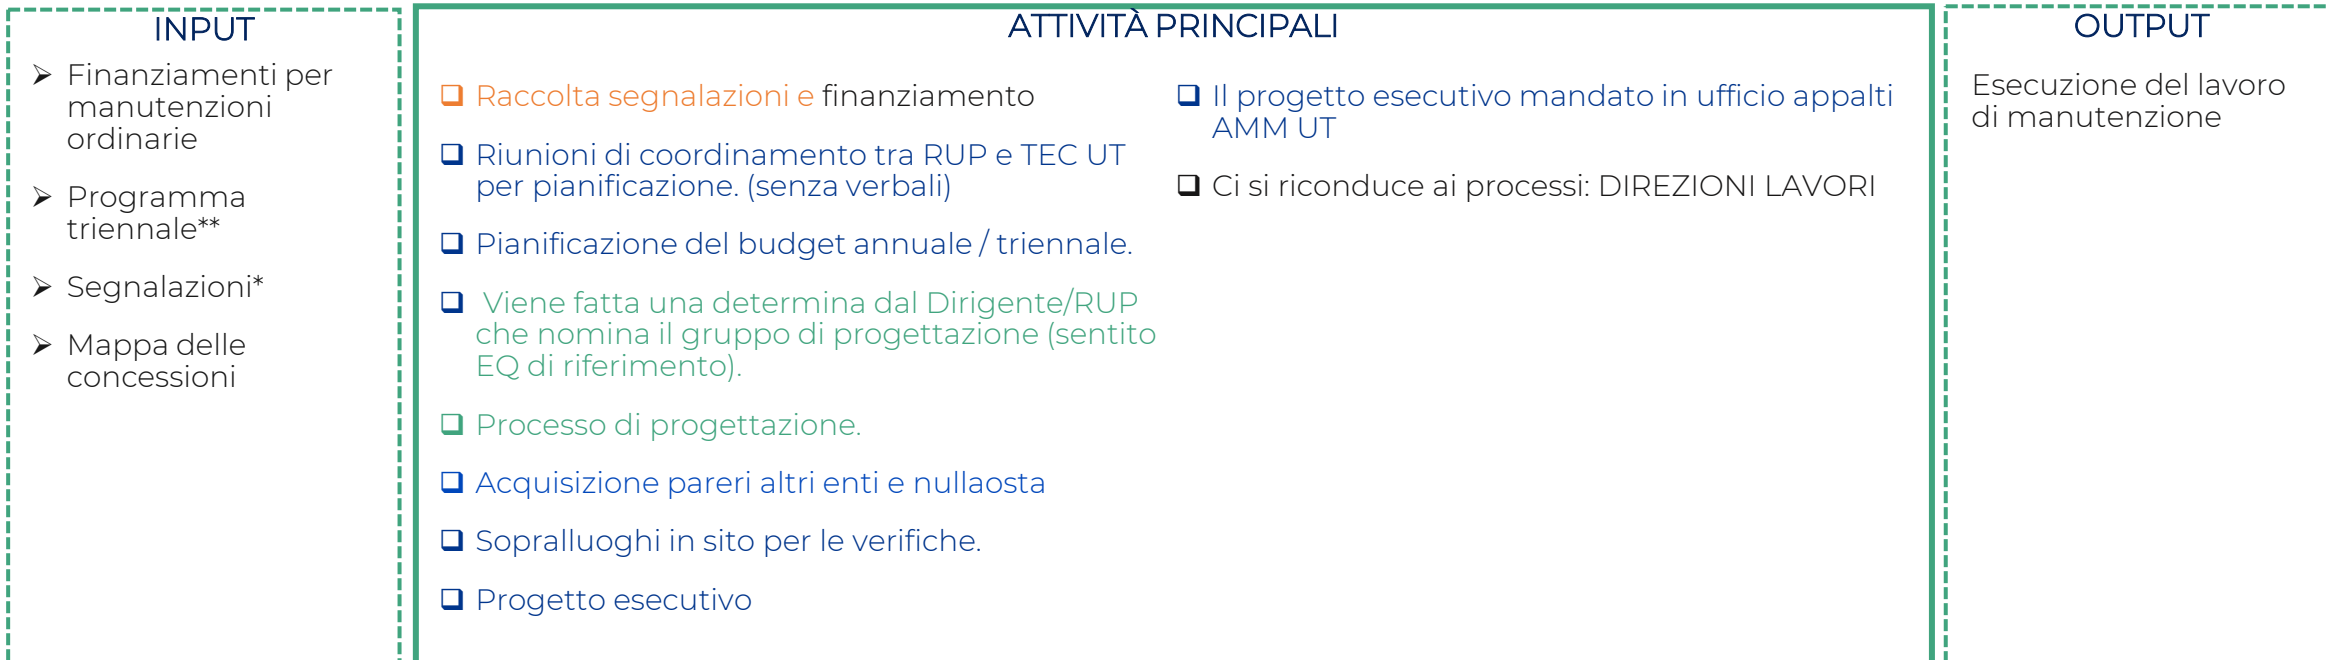 INPUT
Finanziamenti per
manutenzioni
ordinarie
Programma
triennale**
Segnalazioni*
Mappa delle
concessioni
ATTIVITÀ PRINCIPALI
Raccolta segnalazioni e finanziamento
Riunioni di coordinamento tra RUP e TEC UT
per pianificazione. (senza verbali)
Pianificazione del budget annuale / triennale.
Viene fatta una determina dal Dirigente/RUP
che nomina il gruppo di progettazione (sentito
EQ di riferimento).
Processo di progettazione.
Acquisizione pareri altri enti e nullaosta
Sopralluoghi in sito per le verifiche.
Progetto esecutivo
Il progetto esecutivo mandato in ufficio appalti
AMM UT
Ci si riconduce ai processi: DIREZIONI LAVORI
OUTPUT
Esecuzione del lavoro
di manutenzione